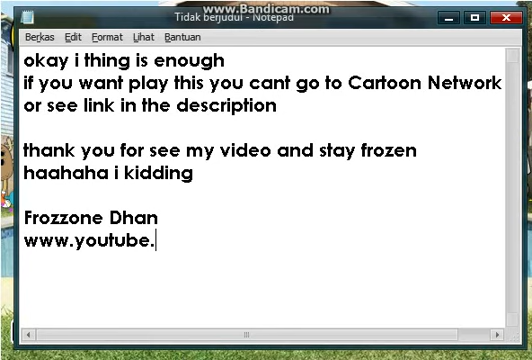 www.Bandicam.com
Tidak berjudul - Notepad
Berkas Edit Format Lihat Bantuan
okay i thing is enough
if you want play this you cant go to Cartoon Network
or see link in the description
thank you for see my video and stay frozen
haahaha i kidding
Frozzone Dhan
www.youtube.